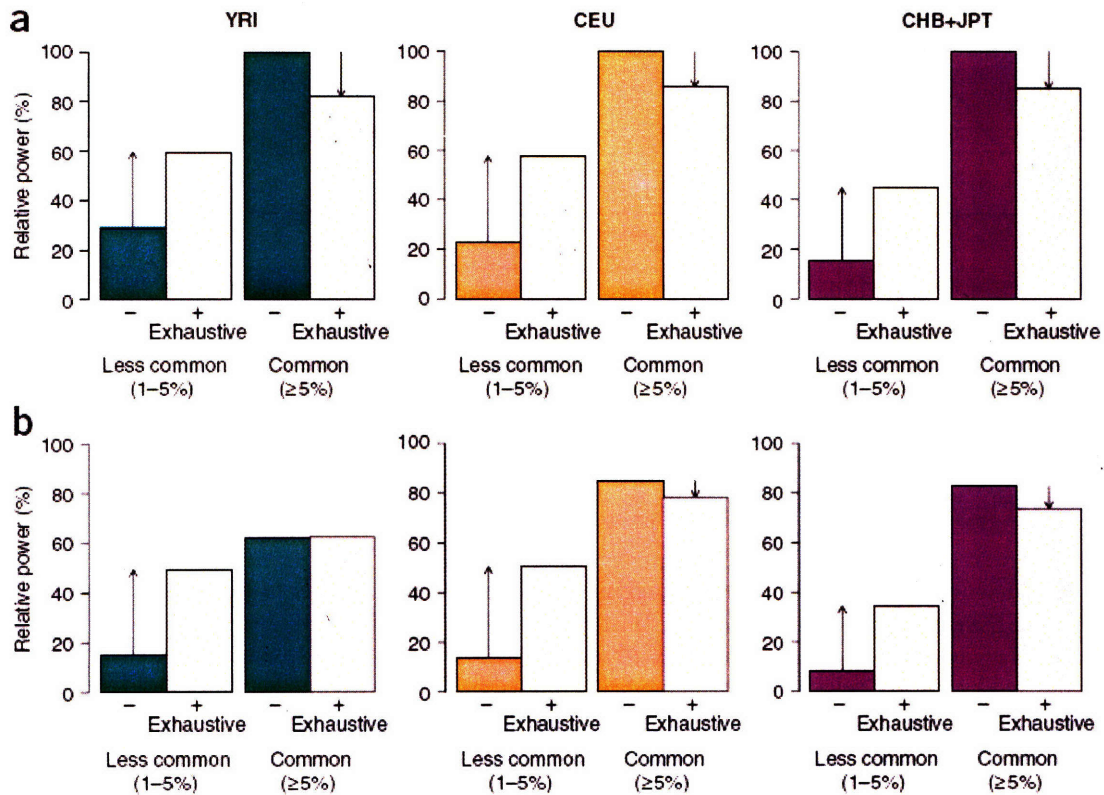 a
YRI
CEU
CHB+JPT
Relative power (%)
100
80
60
40
20
0
− +
Exhaustive
Less common
(1–5%)
− +
Exhaustive
Common
(≥5%)
100
80
60
40
20
0
− +
Exhaustive
Less common
(1–5%)
− +
Exhaustive
Common
(≥5%)
100
80
60
40
20
0
− +
Exhaustive
Less common
(1–5%)
− +
Exhaustive
Common
(≥5%)
b
Relative power (%)
100
80
60
40
20
0
− +
Exhaustive
Less common
(1–5%)
− +
Exhaustive
Common
(≥5%)
100
80
60
40
20
0
− +
Exhaustive
Less common
(1–5%)
− +
Exhaustive
Common
(≥5%)
100
80
60
40
20
0
− +
Exhaustive
Less common
(1–5%)
− +
Exhaustive
Common
(≥5%)